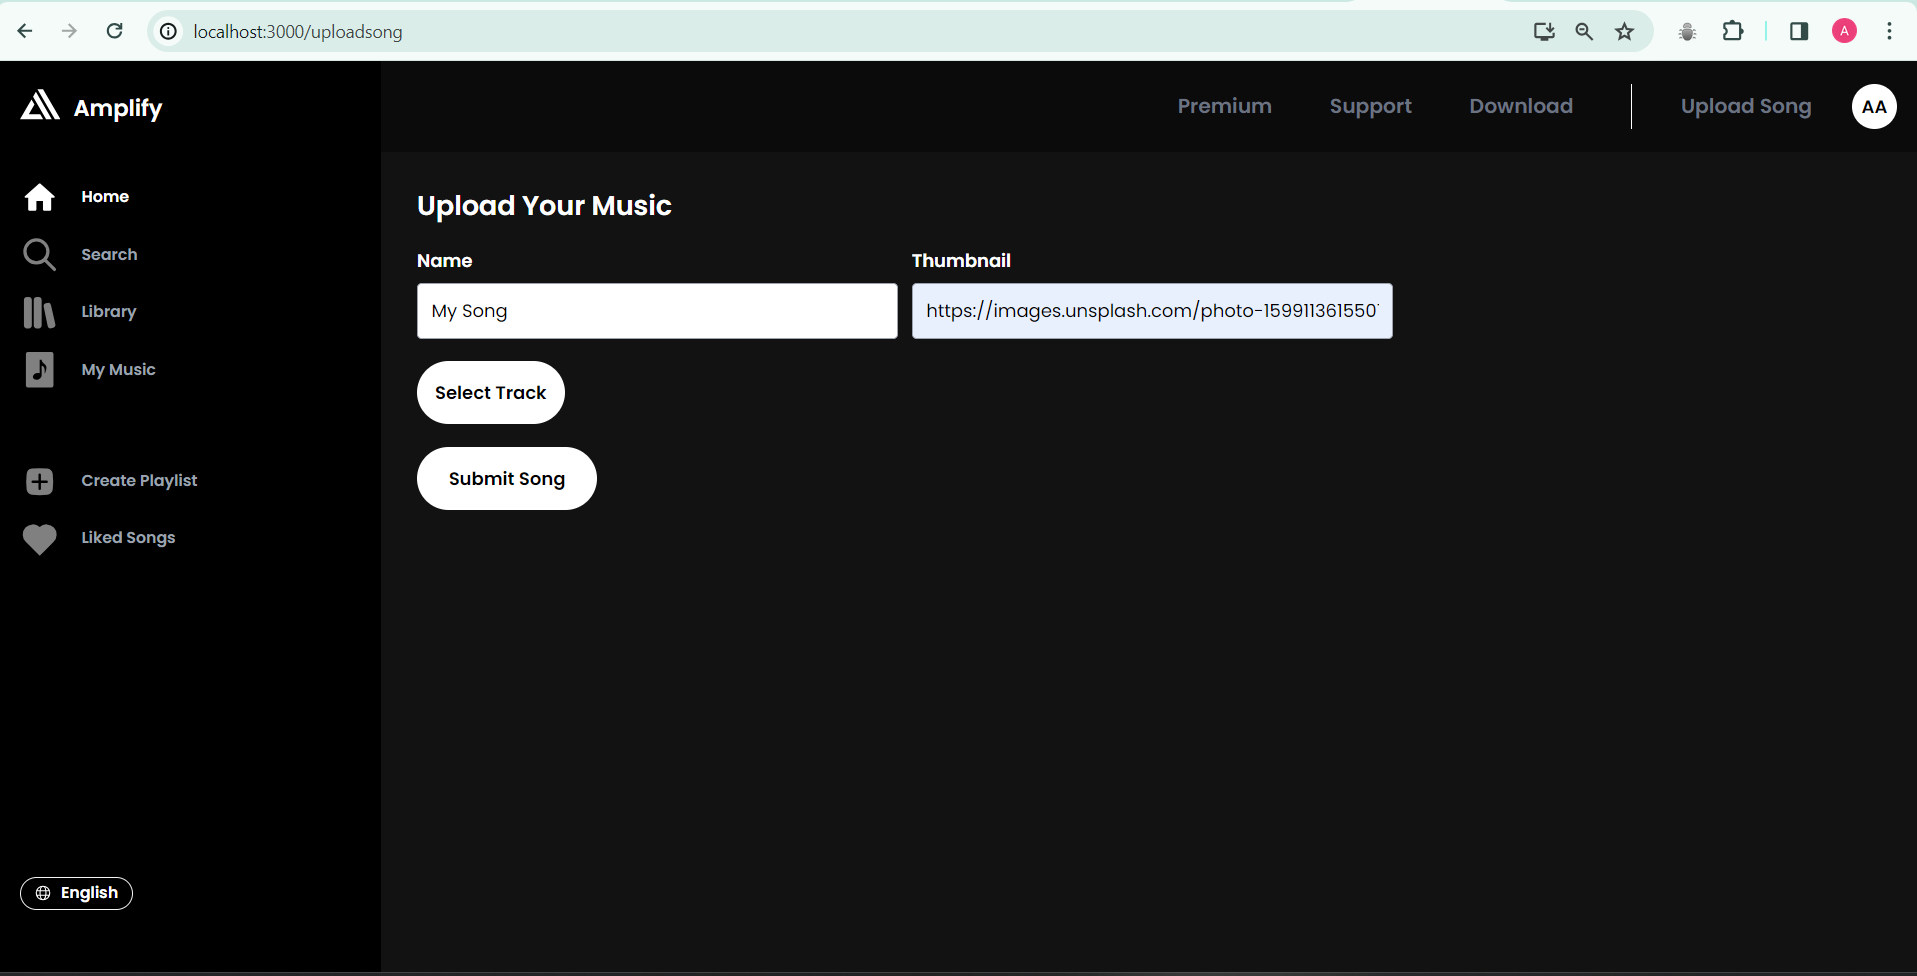 localhost:3000/uploadsong
A
Amplify
Premium Support Download Upload Song AA
Home
Search
Library
My Music
Create Playlist
Liked Songs
English
Upload Your Music
Name Thumbnail
My Song https://images.unsplash.com/photo-159911361550
Select Track
Submit Song